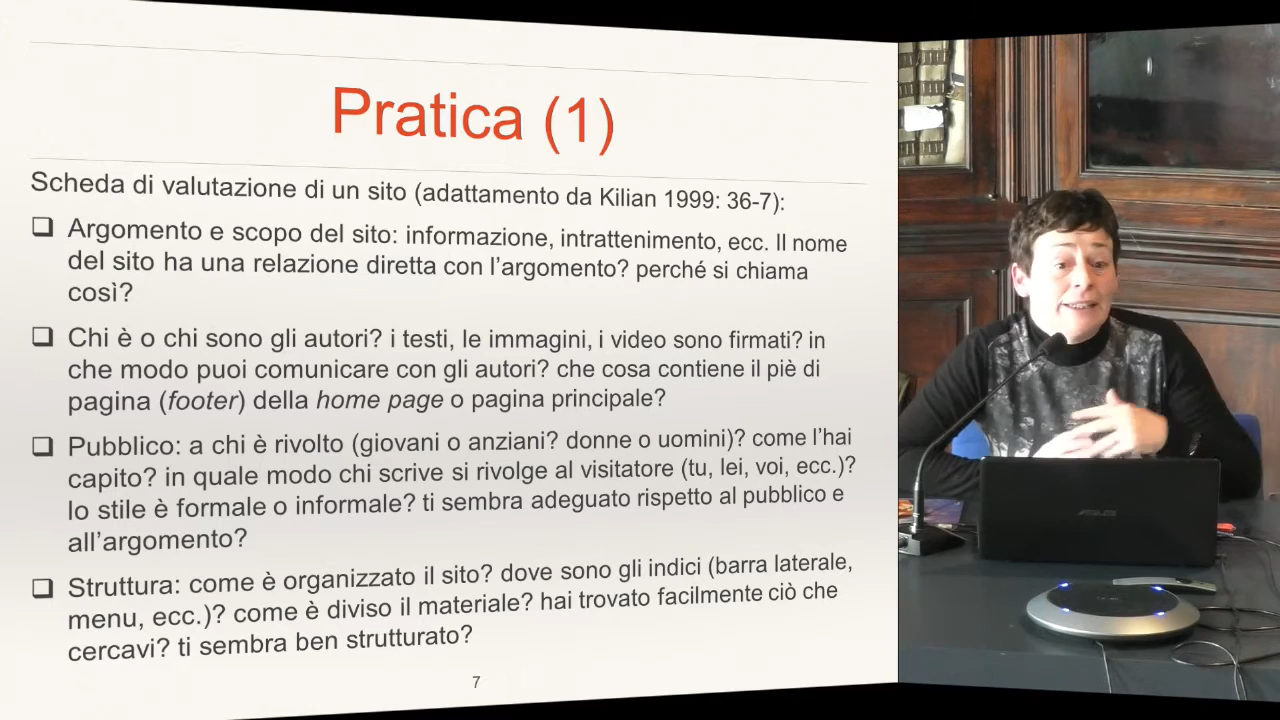 Pratica (1)
Scheda di valutazione di un sito (adattamento da Kilian 1999: 36-7):
❑ Argomento e scopo del sito: informazione, intrattenimento, ecc. Il nome
del sito ha una relazione diretta con l’argomento? perché si chiama
così?
❑ Chi è o chi sono gli autori? i testi, le immagini, i video sono firmati? in
che modo puoi comunicare con gli autori? che cosa contiene il piè di
pagina (footer) della home page o pagina principale?
❑ Pubblico: a chi è rivolto (giovani o anziani? donne o uomini)? come l’hai
capito? in quale modo chi scrive si rivolge al visitatore (tu, lei, voi, ecc.)?
lo stile è formale o informale? ti sembra adeguato rispetto al pubblico e
all’argomento?
❑ Struttura: come è organizzato il sito? dove sono gli indici (barra laterale,
menu, ecc.)? come è diviso il materiale? hai trovato facilmente ciò che
cercavi? ti sembra ben strutturato?
7
ASUS